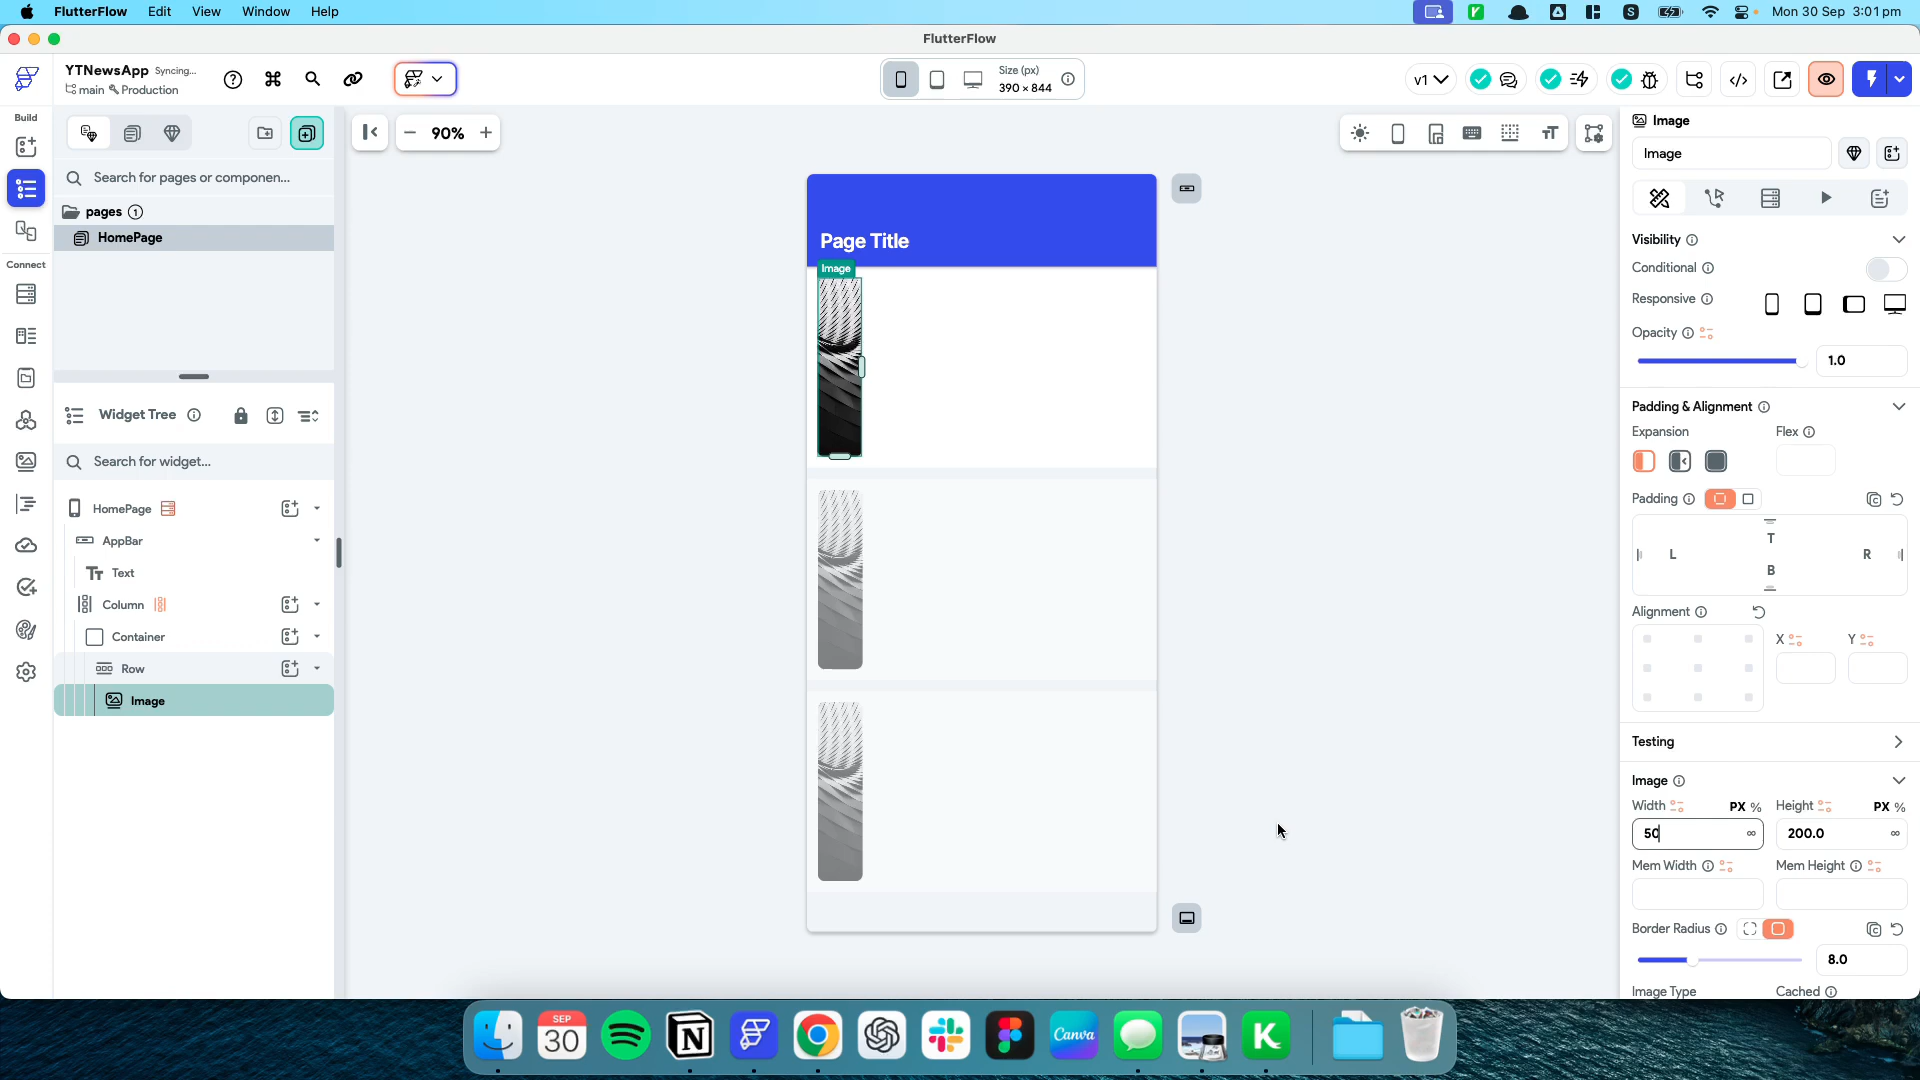 FlutterFlow Edit View Window Help
Mon 30 Sep 3:01 pm
FlutterFlow
YTNewsApp Syncing...
main Production
Size (px)
390 × 844
v1
Build
90%
Image
Image
Search for pages or componen...
pages 1
HomePage
Connect
Page Title
Image
Visibility
Conditional
Responsive
Opacity
1.0
Padding & Alignment
Expansion
Flex
Widget Tree
Search for widget...
Padding
T
L
R
B
HomePage
AppBar
Text
Column
Container
Row
Image
Alignment
X
Y
Testing
Image
Width PX % Height PX %
50 ∞ 200.0 ∞
Mem Width Mem Height
Border Radius
8.0
Image Type Cached
SEP
30
Canva